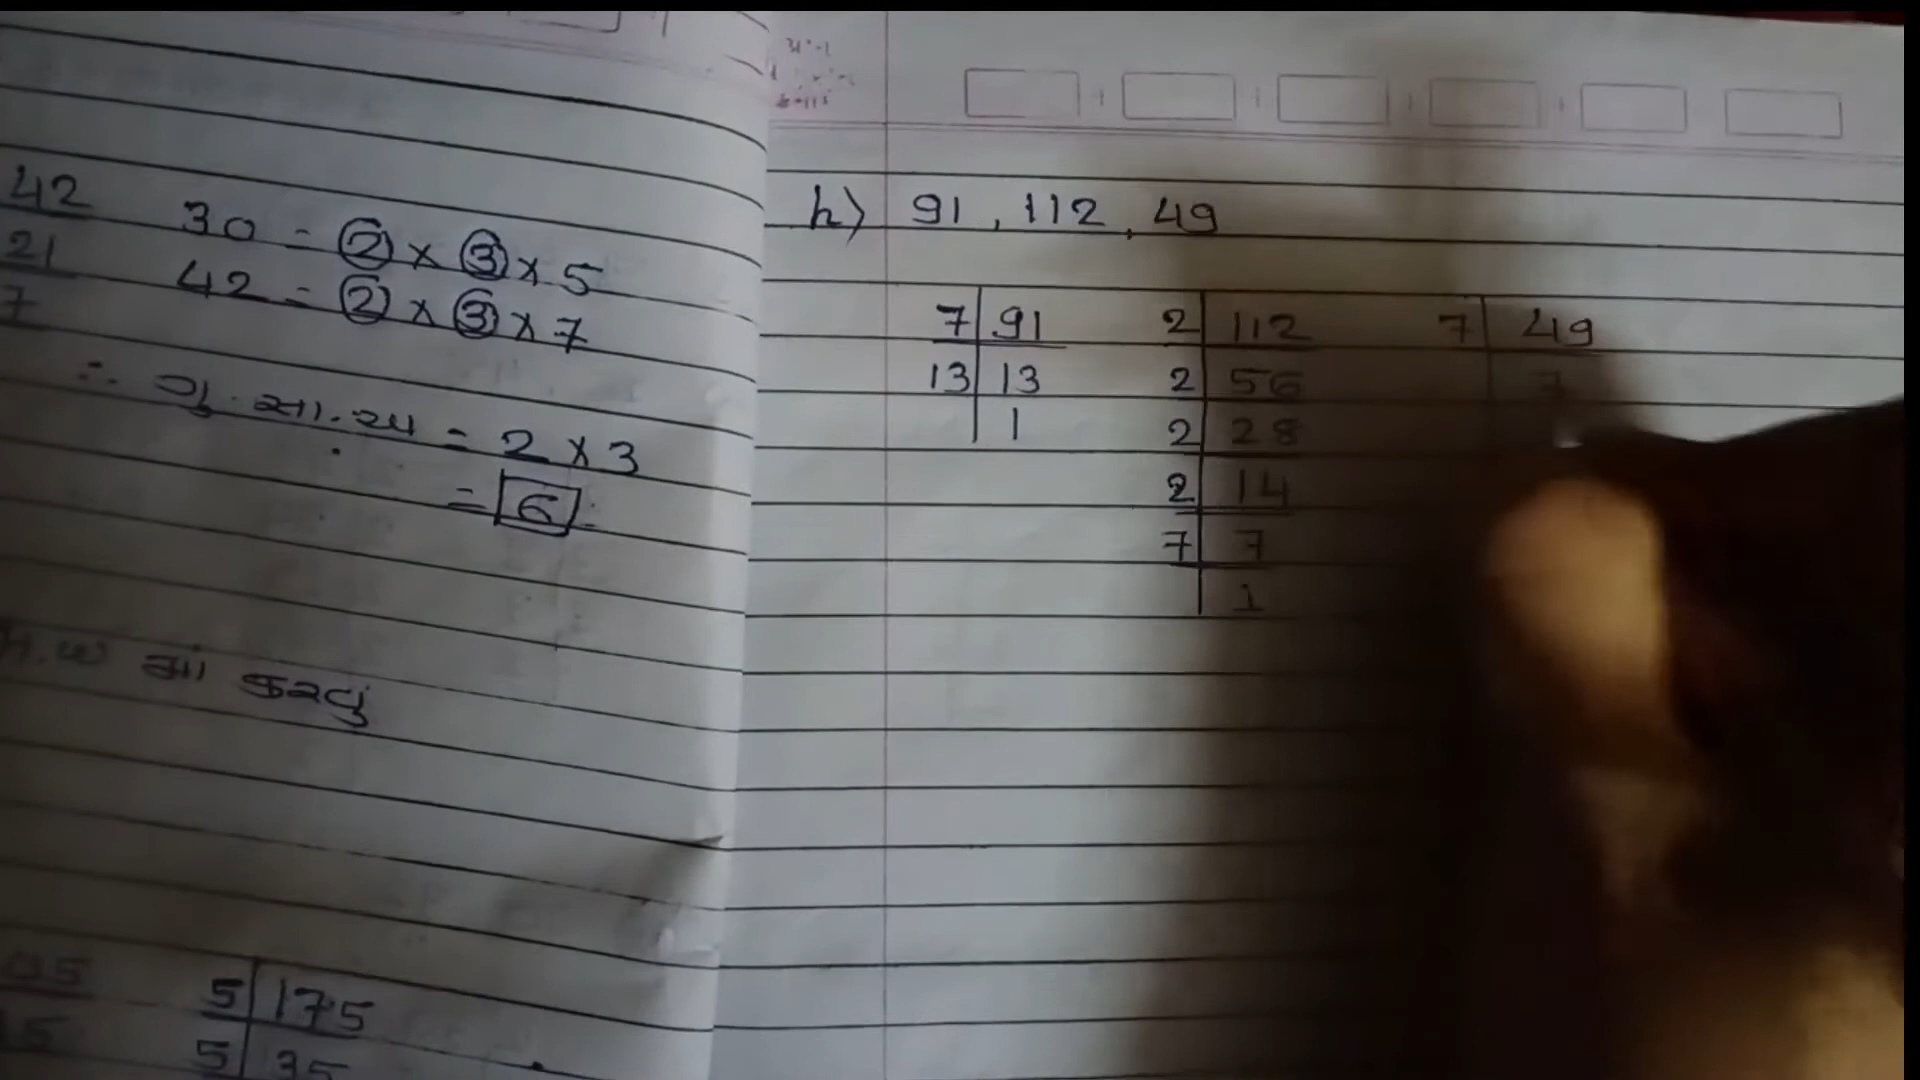 42
21
7
30 = 2 × 3 × 5
42 = 2 × 3 × 7
∴ ગુ. સા. અ = 2 × 3
= 6
માં કરવું
5 | 175
5 | 35
h) 91, 112, 49
7 | 91
13 | 13
1
2 | 112
2 | 56
2 | 28
2 | 14
7 | 7
1
7 | 49
7